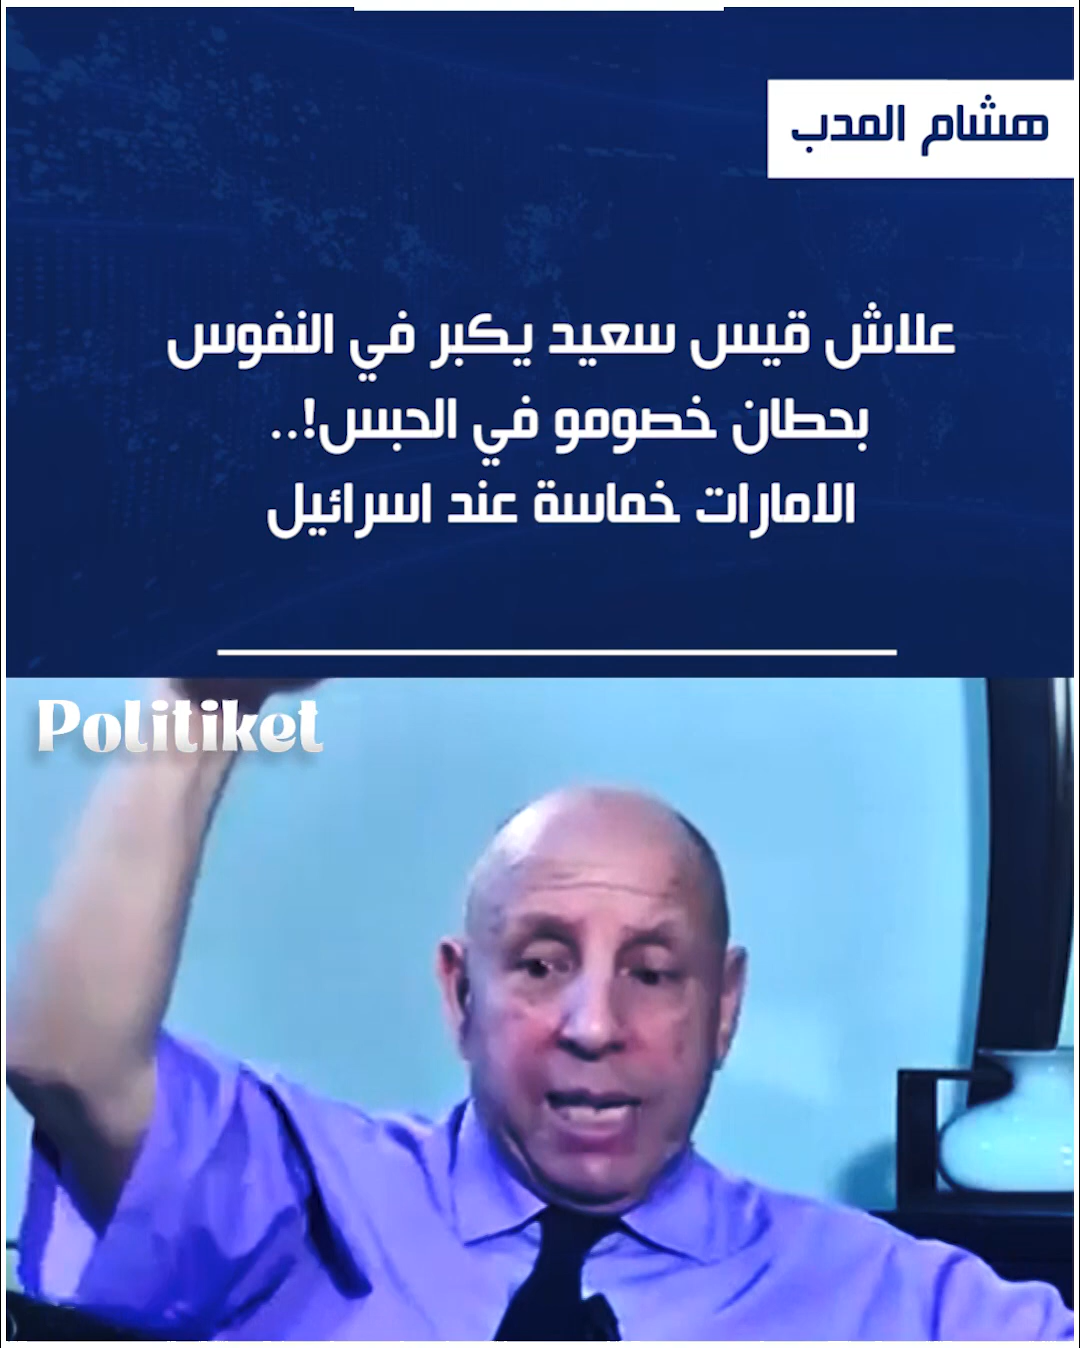 هشام المدب
علاش قيس سعيد يكبر في النفوس
بحطان خصومو في الحبس!..
الامارات خماسة عند اسرائيل
Politiket